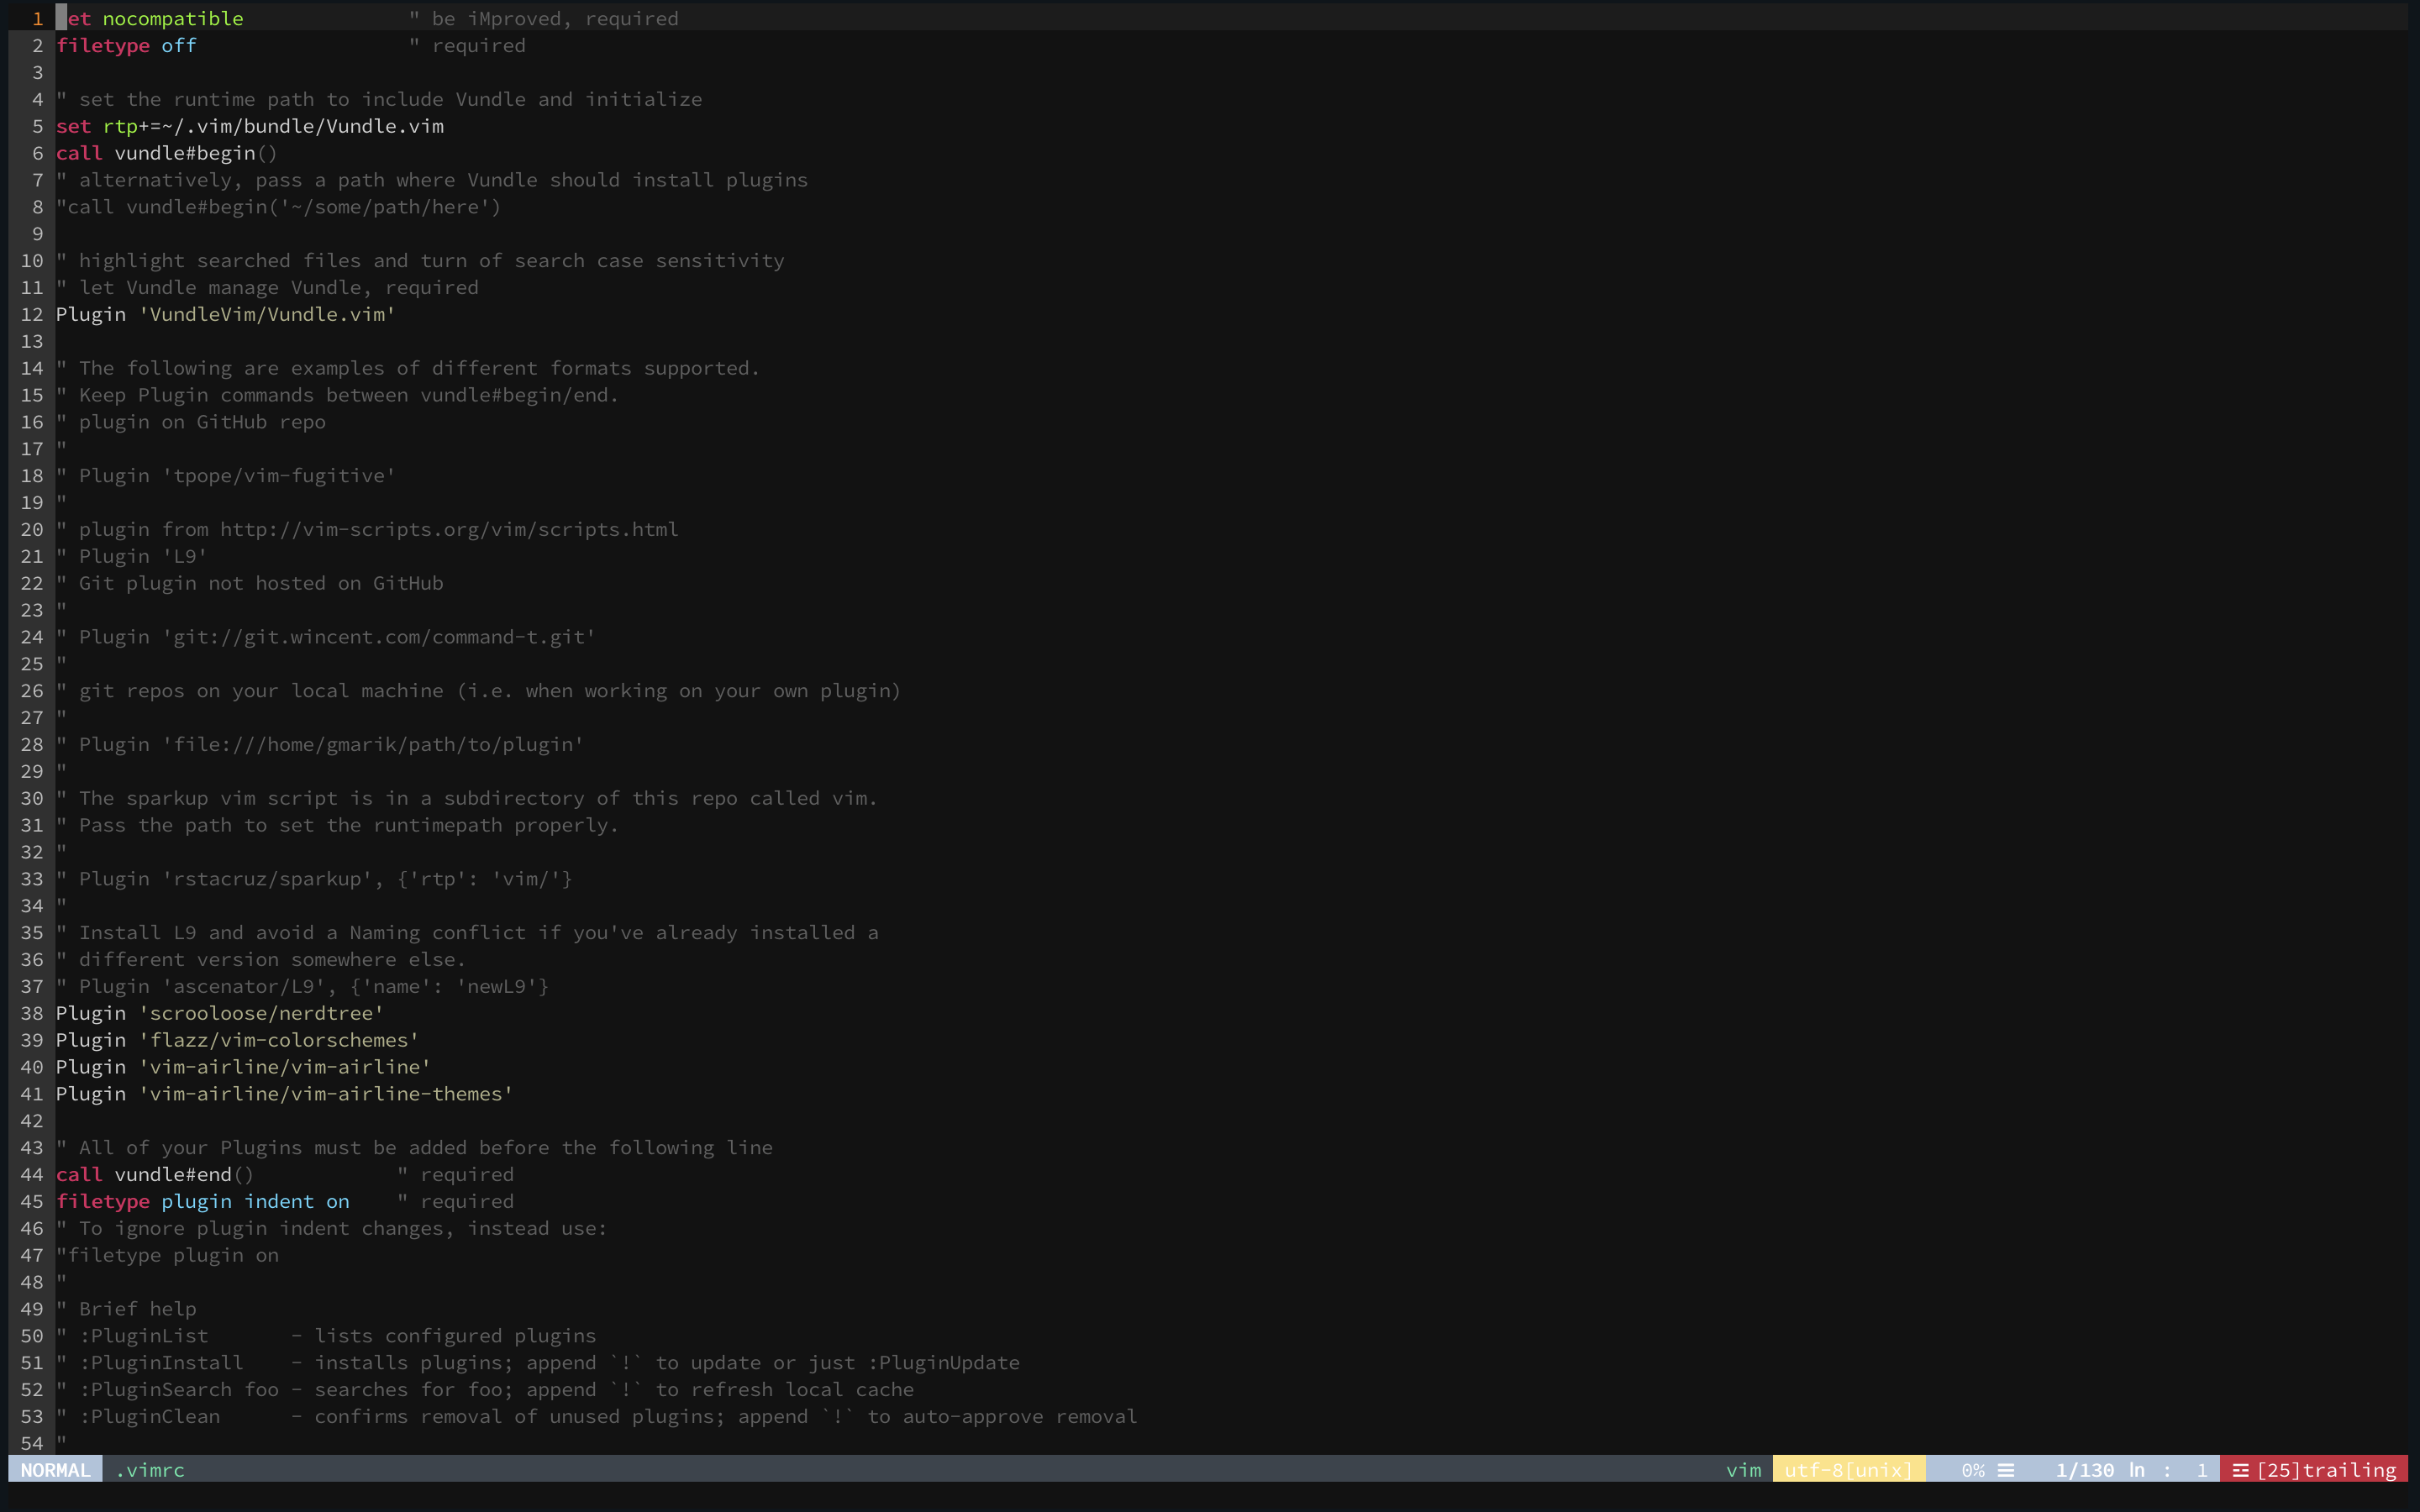 1 set nocompatible              " be iMproved, required
2 filetype off                  " required
3
4 " set the runtime path to include Vundle and initialize
5 set rtp+=~/.vim/bundle/Vundle.vim
6 call vundle#begin()
7 " alternatively, pass a path where Vundle should install plugins
8 "call vundle#begin('~/some/path/here')
9
10 " highlight searched files and turn of search case sensitivity
11 " let Vundle manage Vundle, required
12 Plugin 'VundleVim/Vundle.vim'
13
14 " The following are examples of different formats supported.
15 " Keep Plugin commands between vundle#begin/end.
16 " plugin on GitHub repo
17 "
18 " Plugin 'tpope/vim-fugitive'
19 "
20 " plugin from http://vim-scripts.org/vim/scripts.html
21 " Plugin 'L9'
22 " Git plugin not hosted on GitHub
23 "
24 " Plugin 'git://git.wincent.com/command-t.git'
25 "
26 " git repos on your local machine (i.e. when working on your own plugin)
27 "
28 " Plugin 'file:///home/gmarik/path/to/plugin'
29 "
30 " The sparkup vim script is in a subdirectory of this repo called vim.
31 " Pass the path to set the runtimepath properly.
32 "
33 " Plugin 'rstacruz/sparkup', {'rtp': 'vim/'}
34 "
35 " Install L9 and avoid a Naming conflict if you've already installed a
36 " different version somewhere else.
37 " Plugin 'ascenator/L9', {'name': 'newL9'}
38 Plugin 'scrooloose/nerdtree'
39 Plugin 'flazz/vim-colorschemes'
40 Plugin 'vim-airline/vim-airline'
41 Plugin 'vim-airline/vim-airline-themes'
42
43 " All of your Plugins must be added before the following line
44 call vundle#end()            " required
45 filetype plugin indent on    " required
46 " To ignore plugin indent changes, instead use:
47 "filetype plugin on
48 "
49 " Brief help
50 " :PluginList       - lists configured plugins
51 " :PluginInstall    - installs plugins; append `!` to update or just :PluginUpdate
52 " :PluginSearch foo - searches for foo; append `!` to refresh local cache
53 " :PluginClean      - confirms removal of unused plugins; append `!` to auto-approve removal
54 "
NORMAL .vimrc vim utf-8[unix] 0% ☰ 1/130 ln : 1 ☲ [25]trailing